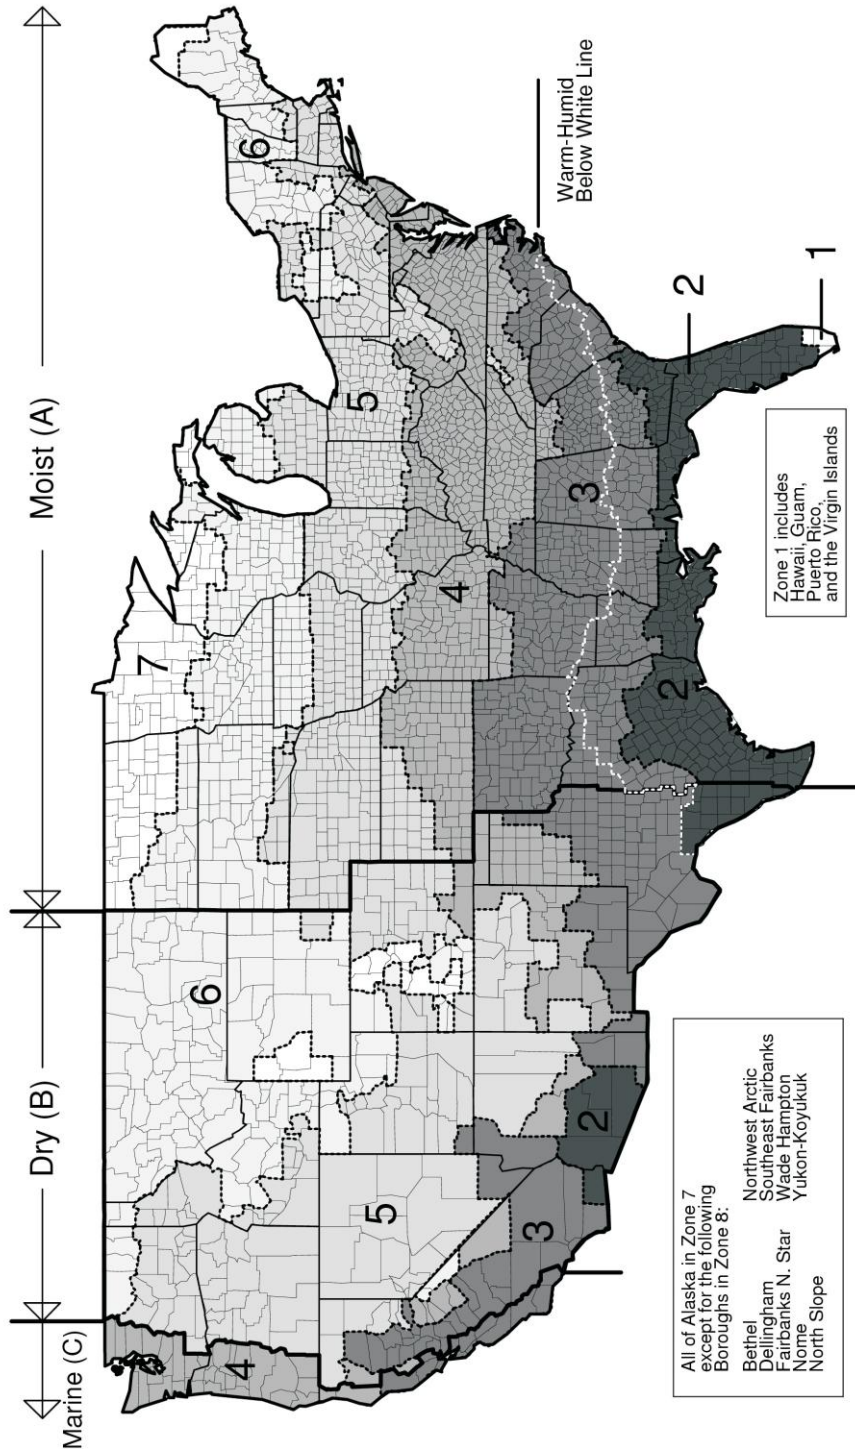 Marine (C)
Dry (B)
Moist (A)
7
6
6
5
5
4
4
3
3
2
2
2
1
Warm-Humid
Below White Line
All of Alaska in Zone 7
except for the following
Boroughs in Zone 8:
Bethel
Dellingham
Fairbanks N. Star
Nome
North Slope
Northwest Arctic
Southeast Fairbanks
Wade Hampton
Yukon-Koyukuk
Zone 1 includes
Hawaii, Guam,
Puerto Rico,
and the Virgin Islands